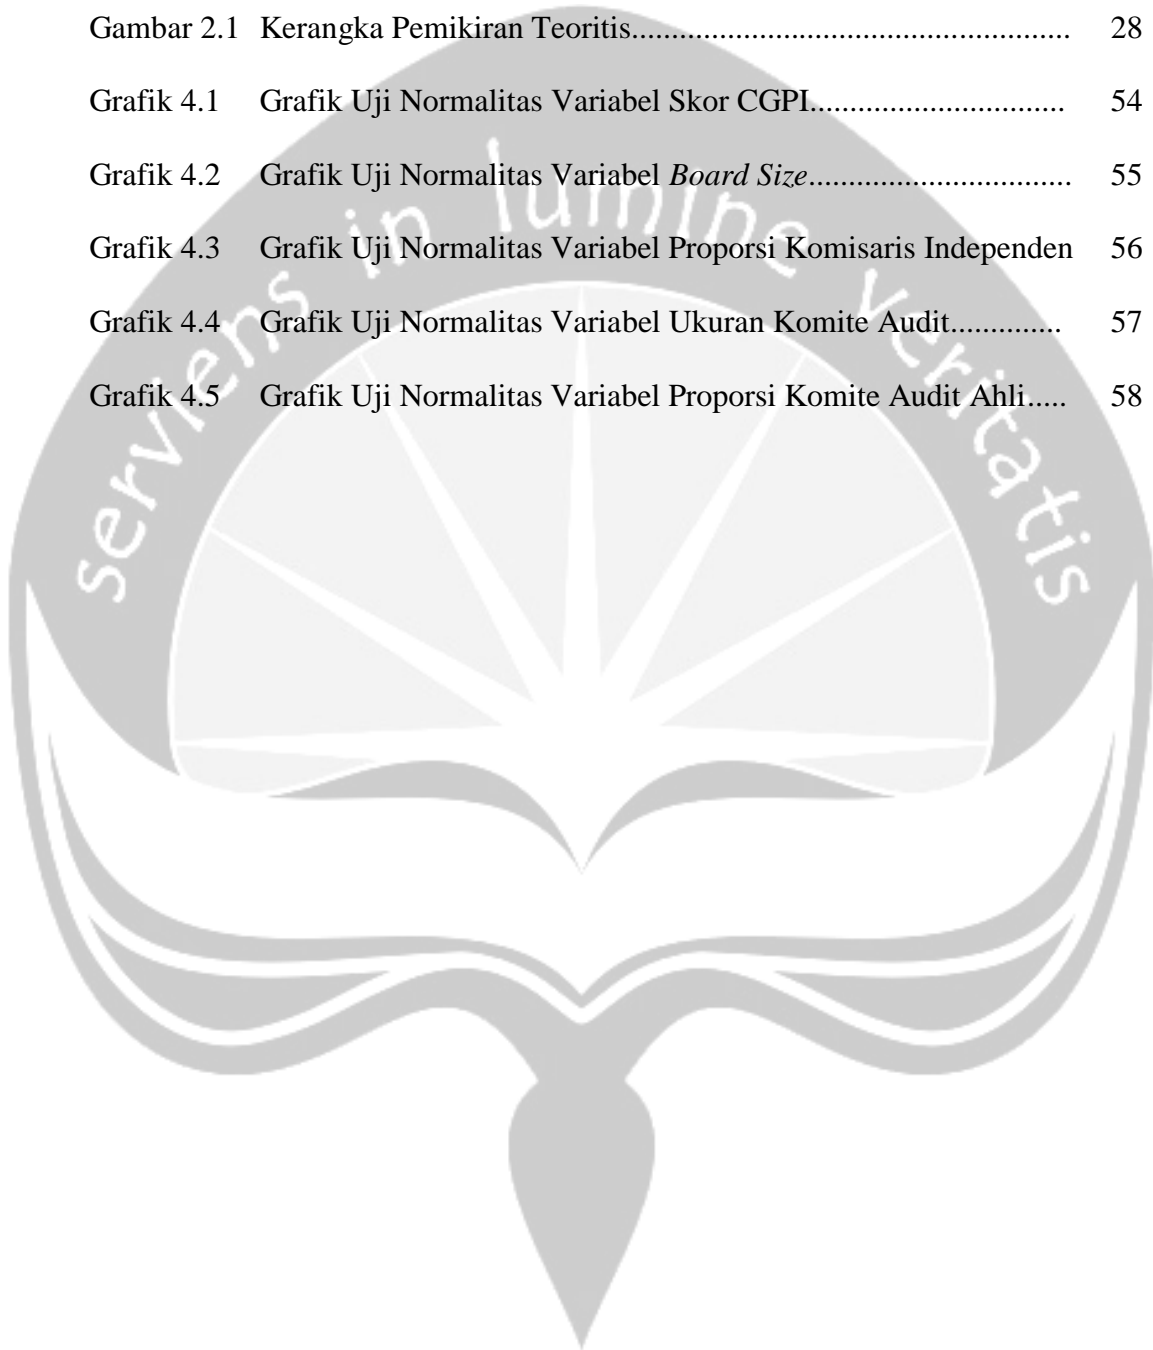 Gambar 2.1 Kerangka Pemikiran Teoritis....................................................... 28
Grafik 4.1 Grafik Uji Normalitas Variabel Skor CGPI................................ 54
Grafik 4.2 Grafik Uji Normalitas Variabel Board Size................................. 55
Grafik 4.3 Grafik Uji Normalitas Variabel Proporsi Komisaris Independen 56
Grafik 4.4 Grafik Uji Normalitas Variabel Ukuran Komite Audit.............. 57
Grafik 4.5 Grafik Uji Normalitas Variabel Proporsi Komite Audit Ahli..... 58
serviens in lumine veritatis